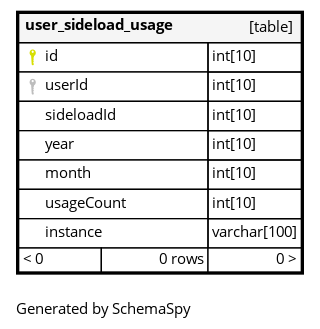 user_sideload_usage [table]
id int[10]
userId int[10]
sideloadId int[10]
year int[10]
month int[10]
usageCount int[10]
instance varchar[100]
< 0 0 rows 0 >
Generated by SchemaSpy